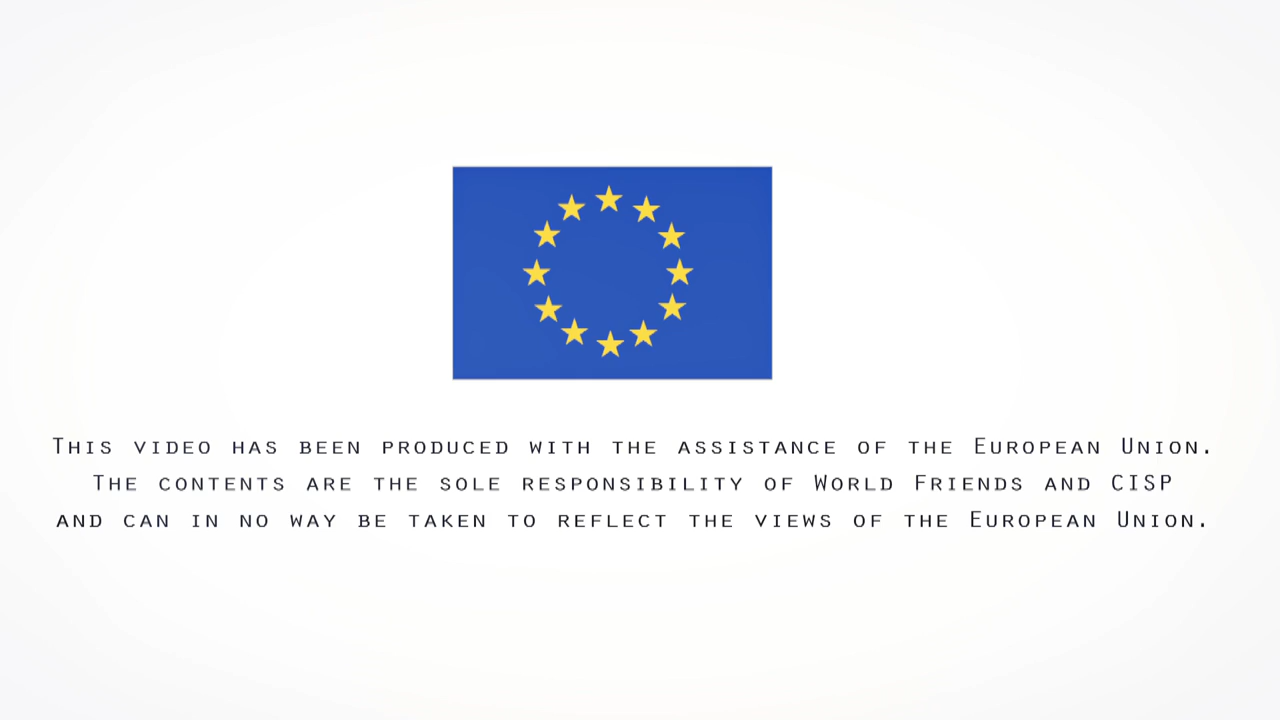 This video has been produced with the assistance of the European Union.
The contents are the sole responsibility of World Friends and CISP
and can in no way be taken to reflect the views of the European Union.